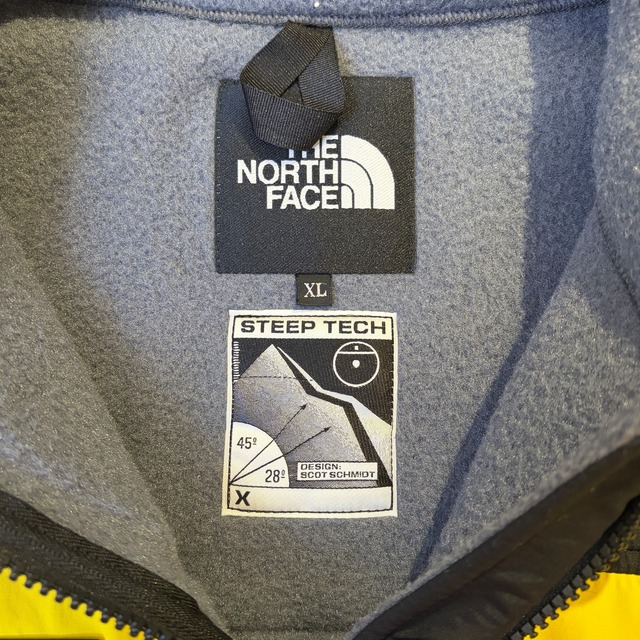 THE
NORTH
FACE
XL
STEEP TECH
45º
28º
DESIGN:
SCOT SCHMIDT
X